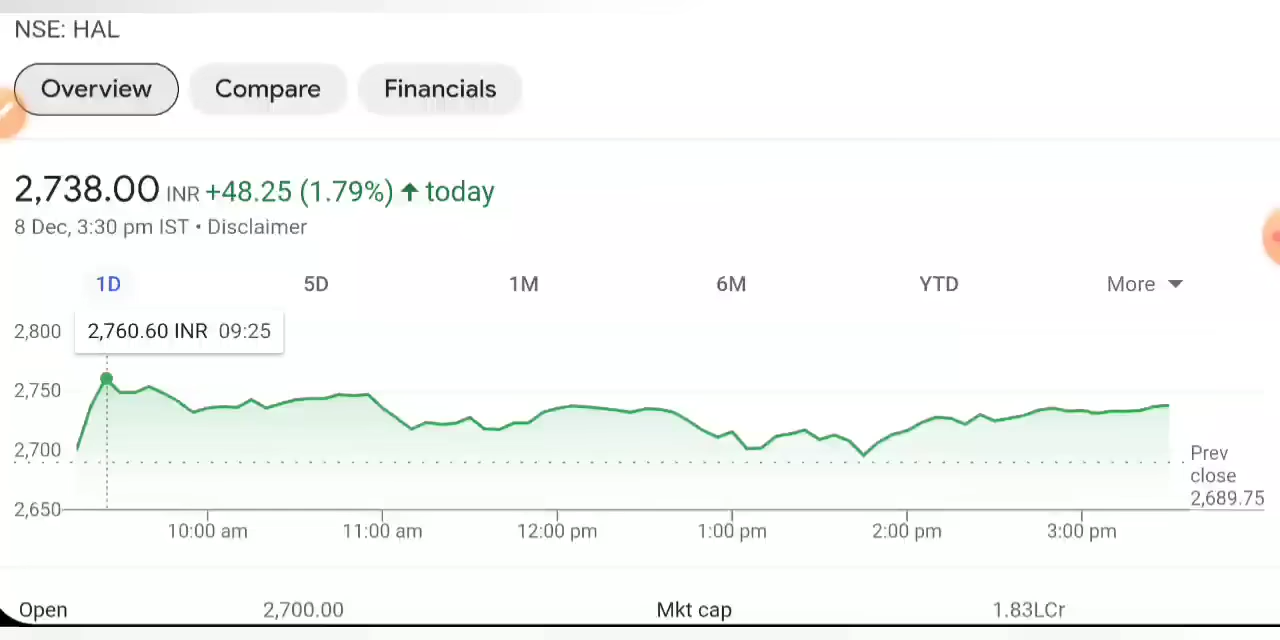 NSE: HAL
Overview Compare Financials
2,738.00 INR +48.25 (1.79%) ↑ today
8 Dec, 3:30 pm IST • Disclaimer
1D 5D 1M 6M YTD More
2,760.60 INR 09:25
2,800
2,750
2,700
2,650
Prev
close
2,689.75
10:00 am 11:00 am 12:00 pm 1:00 pm 2:00 pm 3:00 pm
Open 2,700.00 Mkt cap 1.83LCr